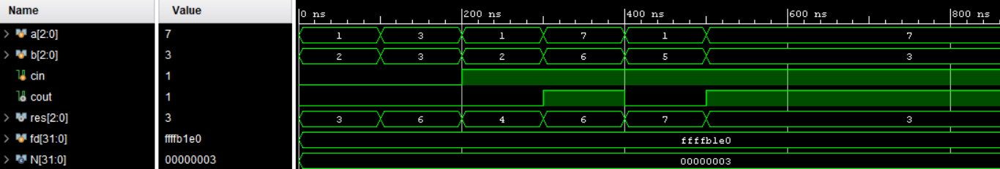 Name Value 0 ns 200 ns 400 ns 600 ns 800 ns
a[2:0] 7 1 3 1 7 1 7
b[2:0] 3 2 3 2 6 5 3
cin 1
cout 1
res[2:0] 3 3 6 4 6 7 3
fd[31:0] ffffb1e0 ffffb1e0
N[31:0] 00000003 00000003